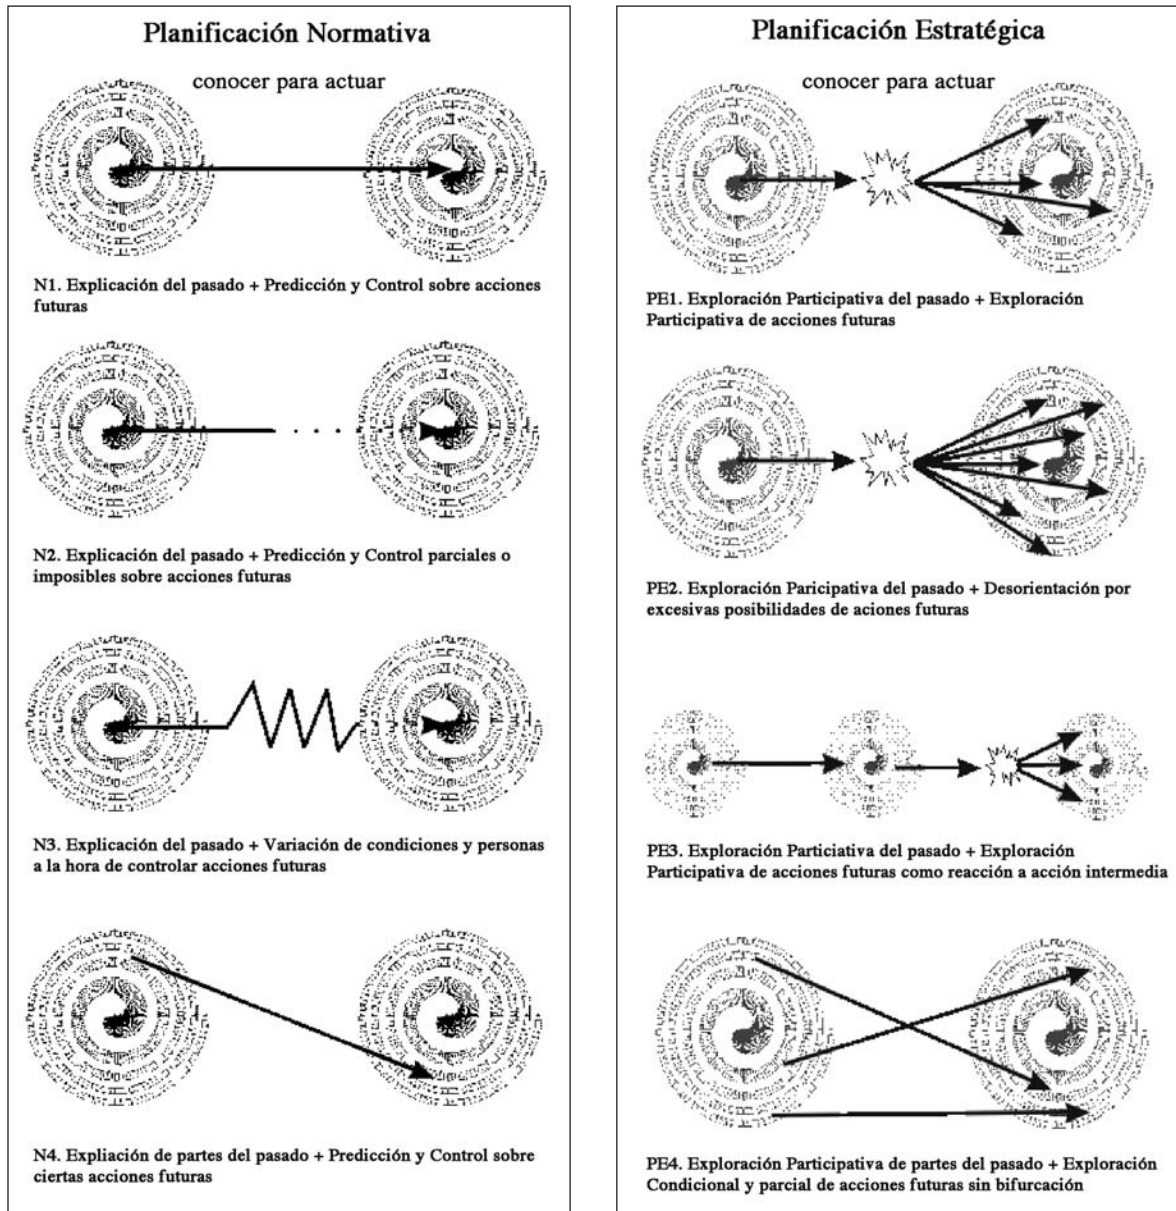 Planificación Normativa
conocer para actuar
N1. Explicación del pasado + Predicción y Control sobre acciones
futuras
N2. Explicación del pasado + Predicción y Control parciales o
imposibles sobre acciones futuras
N3. Explicación del pasado + Variación de condiciones y personas
a la hora de controlar acciones futuras
N4. Expliación de partes del pasado + Predicción y Control sobre
ciertas acciones futuras
Planificación Estratégica
conocer para actuar
PE1. Exploración Participativa del pasado + Exploración
Participativa de acciones futuras
PE2. Exploración Paricipativa del pasado + Desorientación por
excesivas posibilidades de aciones futuras
PE3. Exploración Particiativa del pasado + Exploración
Participativa de acciones futuras como reacción a acción intermedia
PE4. Exploración Participativa de partes del pasado + Exploración
Condicional y parcial de acciones futuras sin bifurcación